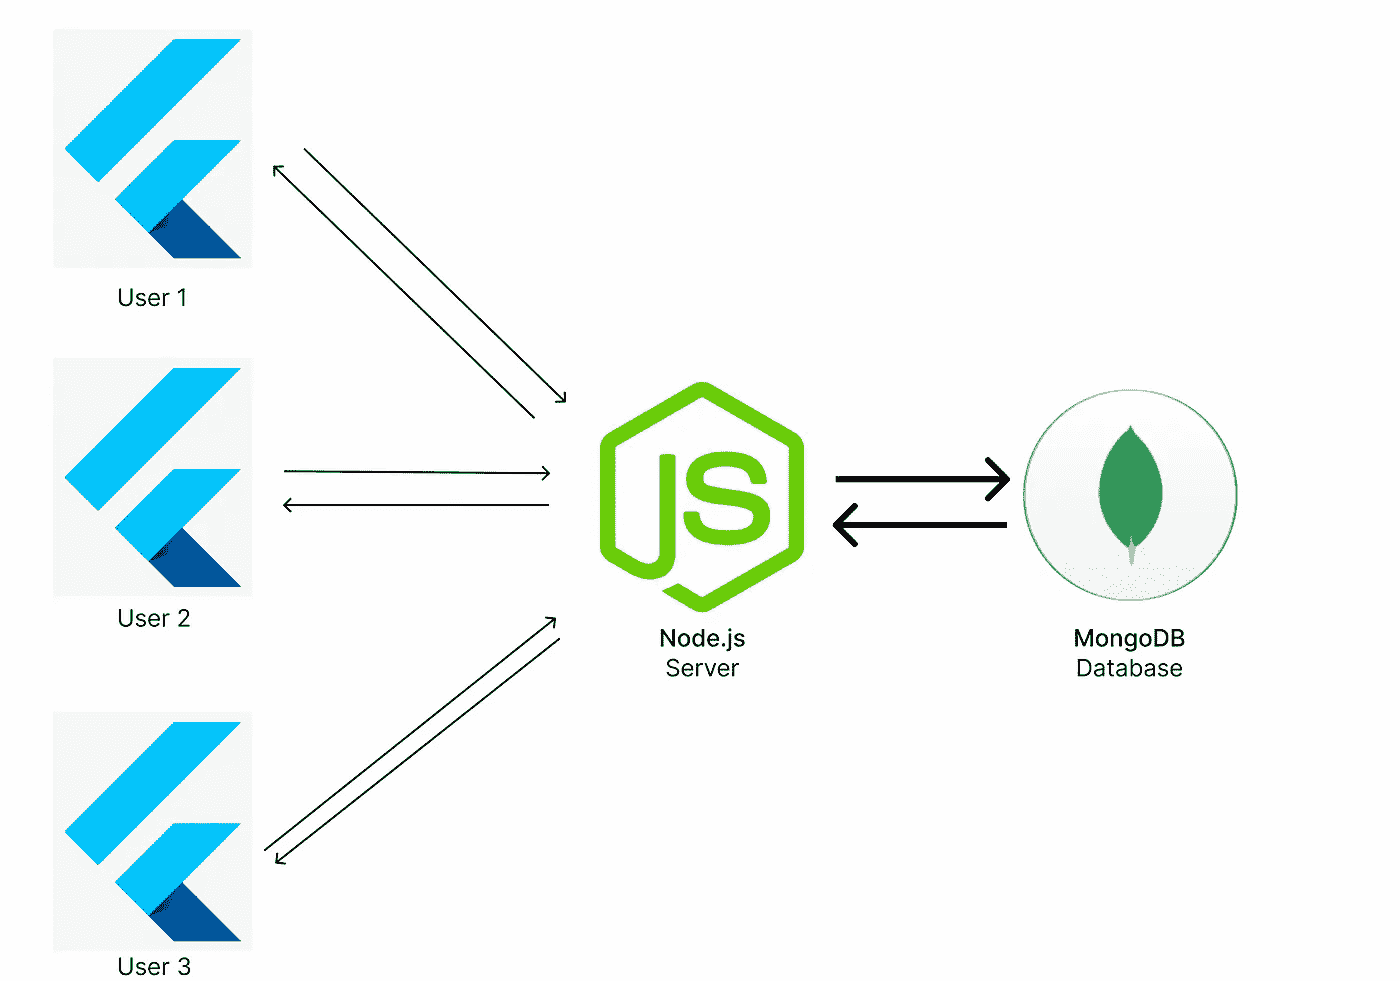 User 1
User 2
User 3
JS
Node.js
Server
MongoDB
Database